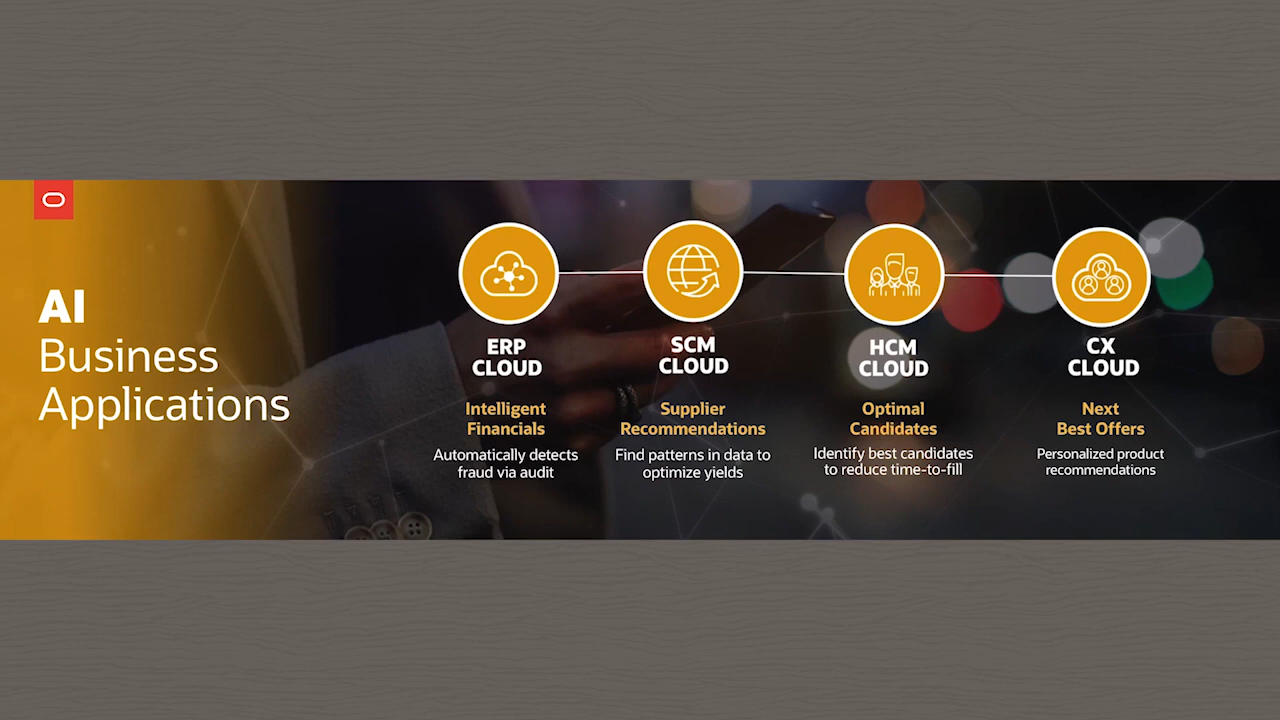 AI
Business
Applications
ERP
CLOUD
Intelligent
Financials
Automatically detects
fraud via audit
SCM
CLOUD
Supplier
Recommendations
Find patterns in data to
optimize yields
HCM
CLOUD
Optimal
Candidates
Identify best candidates
to reduce time-to-fill
CX
CLOUD
Next
Best Offers
Personalized product
recommendations